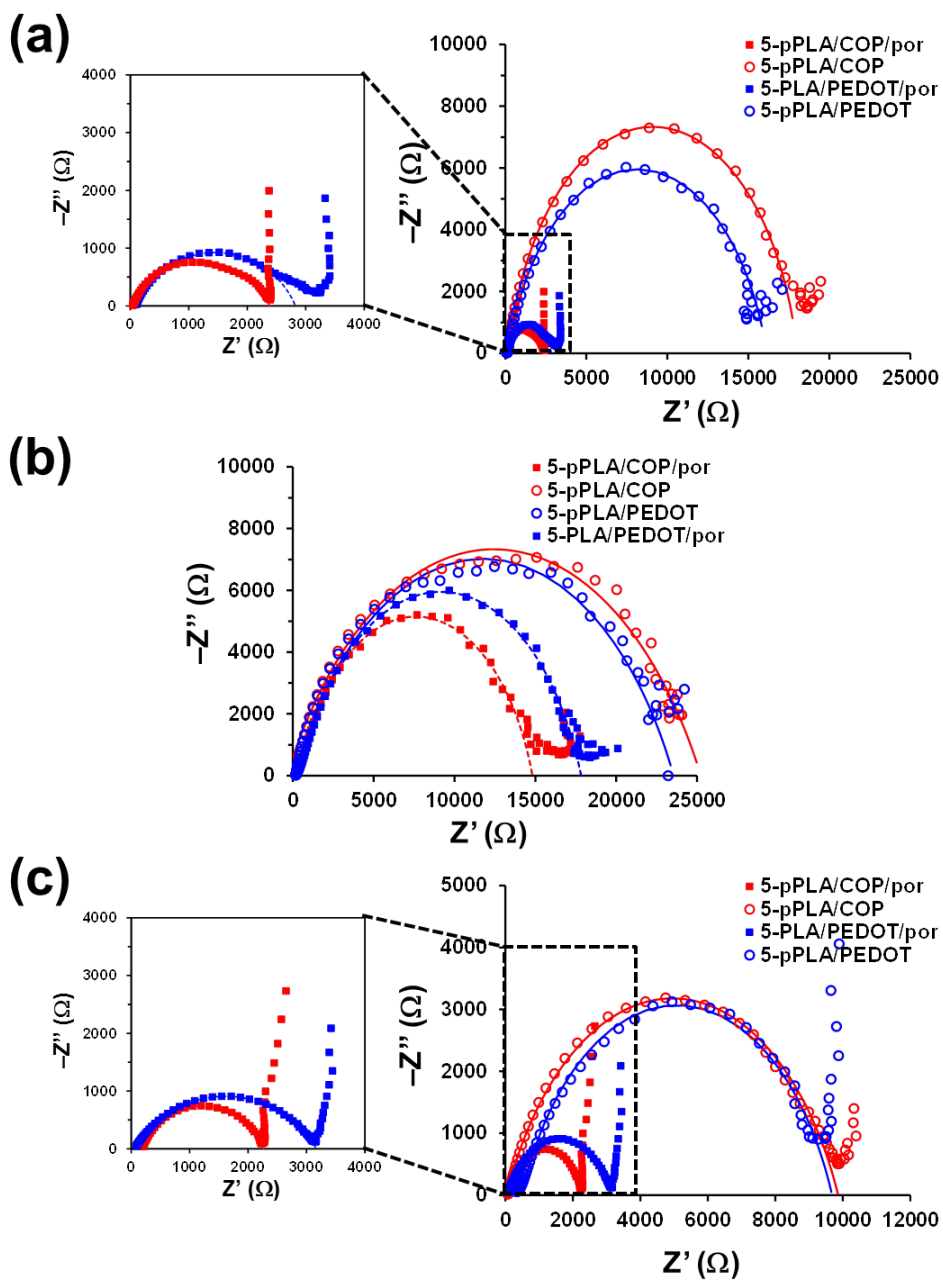 (a)
4000
3000
2000
1000
0
–Z'' (Ω)
0 1000 2000 3000 4000
Z' (Ω)
10000
8000
6000
4000
2000
0
–Z'' (Ω)
0 5000 10000 15000 20000 25000
Z' (Ω)
5-pPLA/COP/por
5-pPLA/COP
5-PLA/PEDOT/por
5-pPLA/PEDOT
(b)
10000
8000
6000
4000
2000
0
–Z'' (Ω)
0 5000 10000 15000 20000 25000
Z' (Ω)
5-pPLA/COP/por
5-pPLA/COP
5-pPLA/PEDOT
5-PLA/PEDOT/por
(c)
4000
3000
2000
1000
0
–Z'' (Ω)
0 1000 2000 3000 4000
Z' (Ω)
5000
4000
3000
2000
1000
0
–Z'' (Ω)
0 2000 4000 6000 8000 10000 12000
Z' (Ω)
5-pPLA/COP/por
5-pPLA/COP
5-PLA/PEDOT/por
5-pPLA/PEDOT